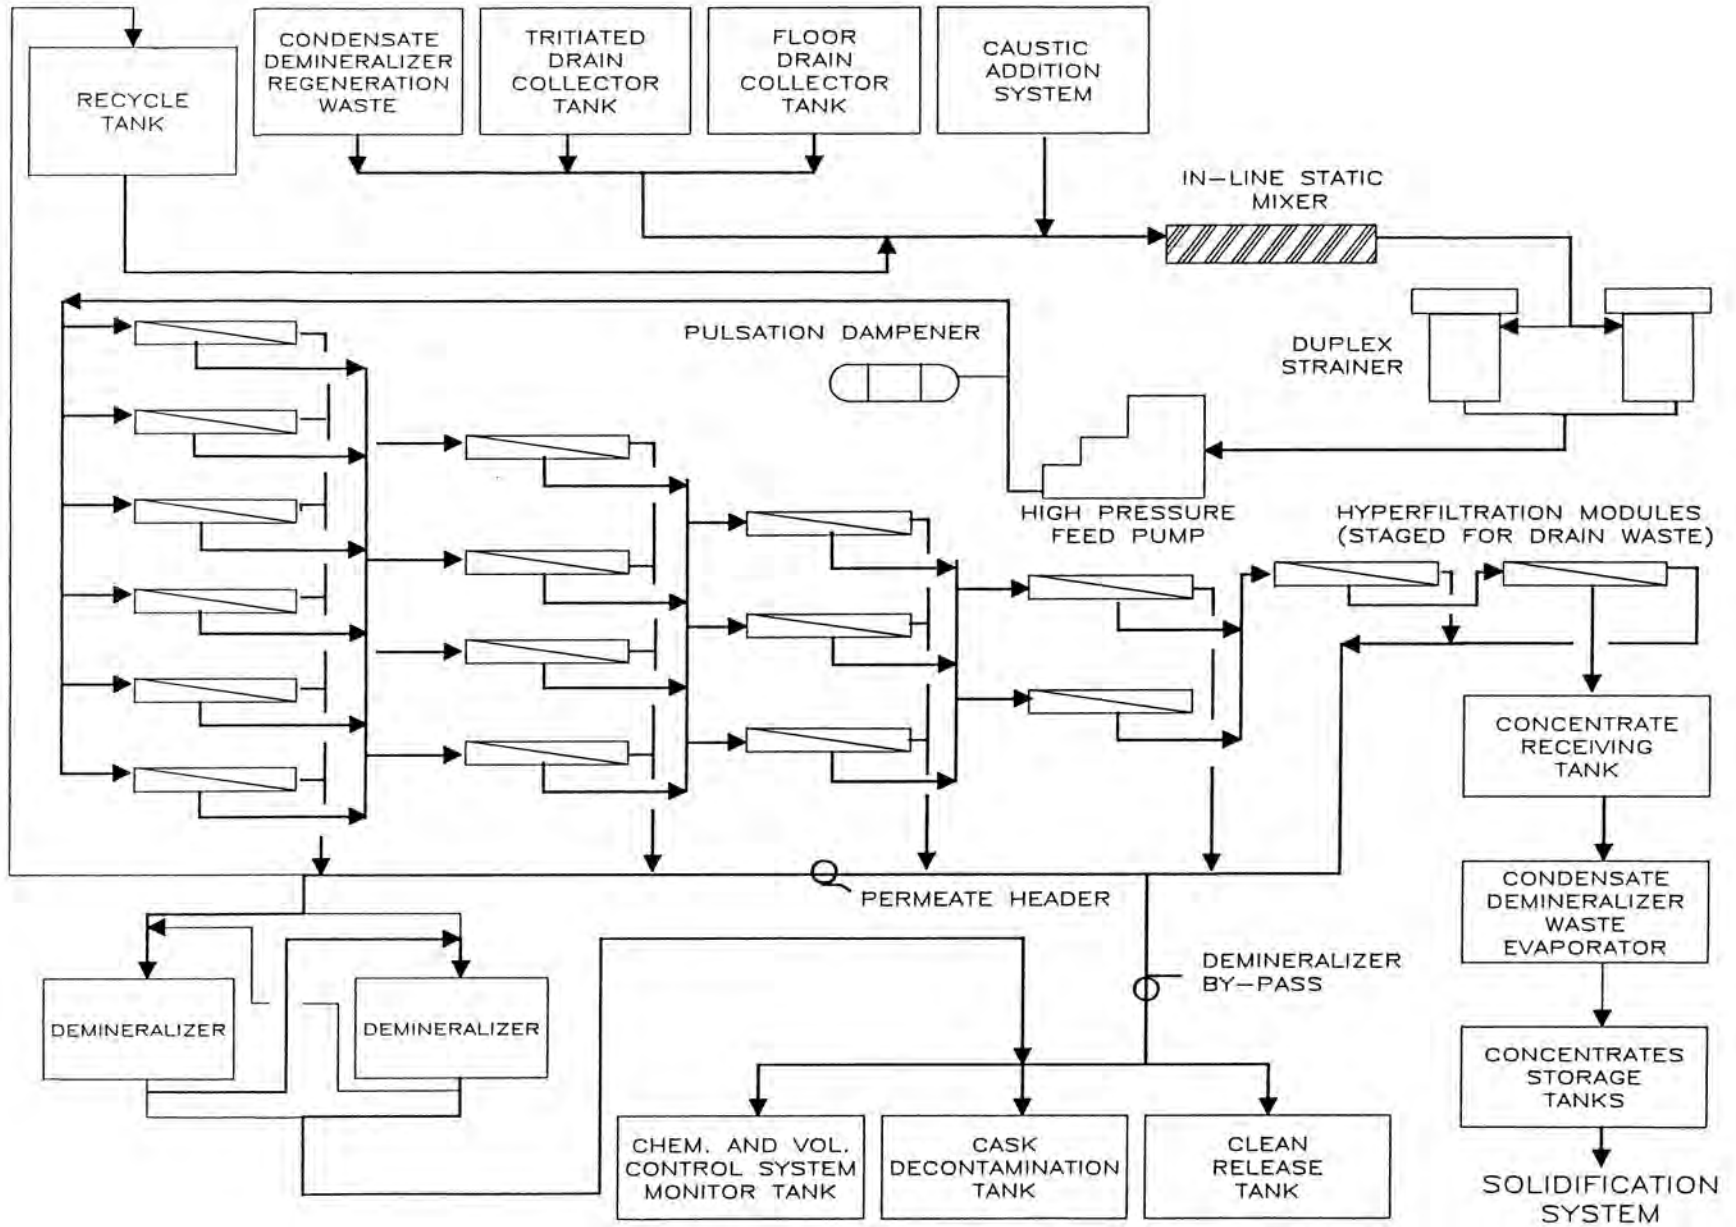 RECYCLE
TANK
CONDENSATE
DEMINERALIZER
REGENERATION
WASTE
TRITIATED
DRAIN
COLLECTOR
TANK
FLOOR
DRAIN
COLLECTOR
TANK
CAUSTIC
ADDITION
SYSTEM
IN-LINE STATIC
MIXER
PULSATION DAMPENER
DUPLEX
STRAINER
HIGH PRESSURE
FEED PUMP
HYPERFILTRATION MODULES
(STAGED FOR DRAIN WASTE)
CONCENTRATE
RECEIVING
TANK
PERMEATE HEADER
CONDENSATE
DEMINERALIZER
WASTE
EVAPORATOR
DEMINERALIZER
BY-PASS
DEMINERALIZER
DEMINERALIZER
CONCENTRATES
STORAGE
TANKS
CHEM. AND VOL.
CONTROL SYSTEM
MONITOR TANK
CASK
DECONTAMINATION
TANK
CLEAN
RELEASE
TANK
SOLIDIFICATION
SYSTEM